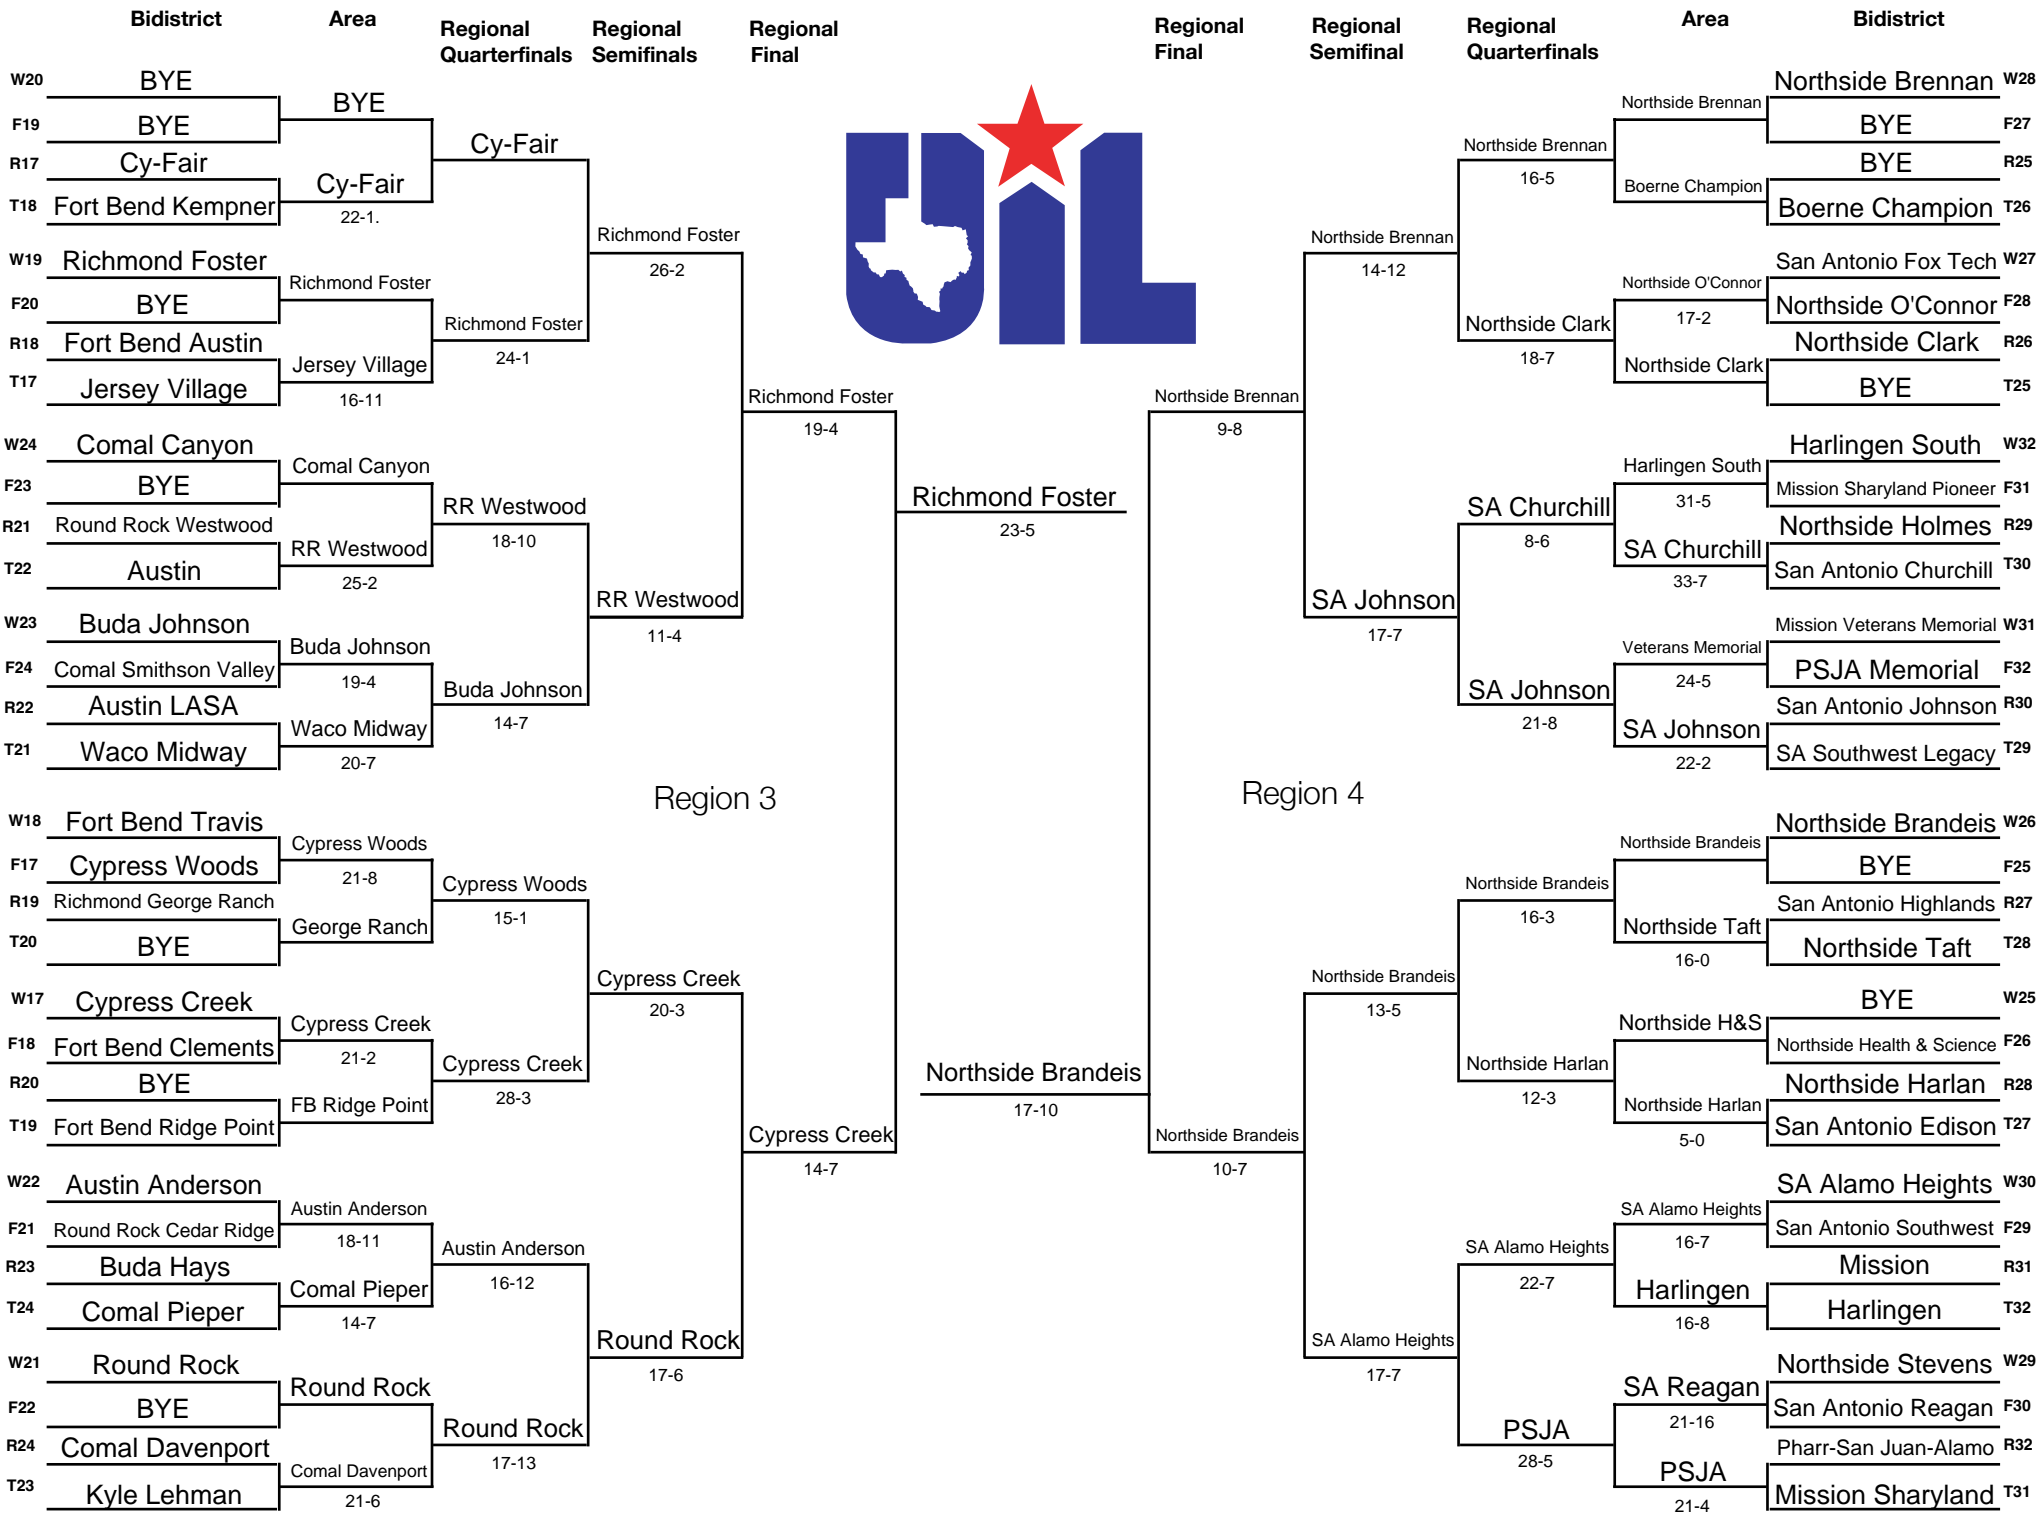 Bidistrict
Area
Regional
Quarterfinals
Regional
Semifinals
Regional
Final
Regional
Final
Regional
Semifinal
Regional
Quarterfinals
Area
Bidistrict
W20 BYE
F19 BYE
R17 Cy-Fair
T18 Fort Bend Kempner
W19 Richmond Foster
F20 BYE
R18 Fort Bend Austin
T17 Jersey Village
W24 Comal Canyon
F23 BYE
R21 Round Rock Westwood
T22 Austin
W23 Buda Johnson
F24 Comal Smithson Valley
R22 Austin LASA
T21 Waco Midway
W18 Fort Bend Travis
F17 Cypress Woods
R19 Richmond George Ranch
T20 BYE
W17 Cypress Creek
F18 Fort Bend Clements
R20 BYE
T19 Fort Bend Ridge Point
W22 Austin Anderson
F21 Round Rock Cedar Ridge
R23 Buda Hays
T24 Comal Pieper
W21 Round Rock
F22 BYE
R24 Comal Davenport
T23 Kyle Lehman
BYE
Cy-Fair
22-1.
Richmond Foster
Jersey Village
16-11
Comal Canyon
RR Westwood
25-2
Buda Johnson
19-4
Waco Midway
20-7
Cypress Woods
21-8
George Ranch
Cypress Creek
21-2
FB Ridge Point
Austin Anderson
18-11
Comal Pieper
14-7
Round Rock
Comal Davenport
21-6
Cy-Fair
Richmond Foster
24-1
RR Westwood
18-10
Buda Johnson
14-7
Cypress Woods
15-1
Cypress Creek
28-3
Austin Anderson
16-12
Round Rock
17-13
Richmond Foster
26-2
RR Westwood
11-4
Cypress Creek
20-3
Round Rock
17-6
Richmond Foster
19-4
Cypress Creek
14-7
Region 3
Richmond Foster
23-5
UIL
Northside Brandeis
17-10
Region 4
Northside Brennan
9-8
Northside Brandeis
10-7
Northside Brennan
14-12
SA Johnson
17-7
Northside Brandeis
13-5
SA Alamo Heights
17-7
Northside Brennan
16-5
Northside Clark
18-7
SA Churchill
8-6
SA Johnson
21-8
Northside Brandeis
16-3
Northside Harlan
12-3
SA Alamo Heights
22-7
PSJA
28-5
Northside Brennan
Boerne Champion
Northside O'Connor
17-2
Northside Clark
Harlingen South
31-5
SA Churchill
33-7
Veterans Memorial
24-5
SA Johnson
22-2
Northside Brandeis
Northside Taft
16-0
Northside H&S
Northside Harlan
5-0
SA Alamo Heights
16-7
Harlingen
16-8
SA Reagan
21-16
PSJA
21-4
Northside Brennan W28
BYE F27
BYE R25
Boerne Champion T26
San Antonio Fox Tech W27
Northside O'Connor F28
Northside Clark R26
BYE T25
Harlingen South W32
Mission Sharyland Pioneer F31
Northside Holmes R29
San Antonio Churchill T30
Mission Veterans Memorial W31
PSJA Memorial F32
San Antonio Johnson R30
SA Southwest Legacy T29
Northside Brandeis W26
BYE F25
San Antonio Highlands R27
Northside Taft T28
BYE W25
Northside Health & Science F26
Northside Harlan R28
San Antonio Edison T27
SA Alamo Heights W30
San Antonio Southwest F29
Mission R31
Harlingen T32
Northside Stevens W29
San Antonio Reagan F30
Pharr-San Juan-Alamo R32
Mission Sharyland T31